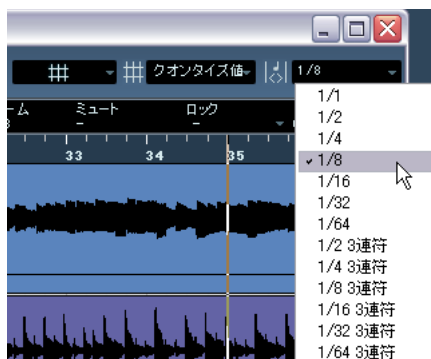 クオンタイズ値 1/8
ミュート ロック
33 34 35
1/1
1/2
1/4
✓ 1/8
1/16
1/32
1/64
1/2 3連符
1/4 3連符
1/8 3連符
1/16 3連符
1/32 3連符
1/64 3連符